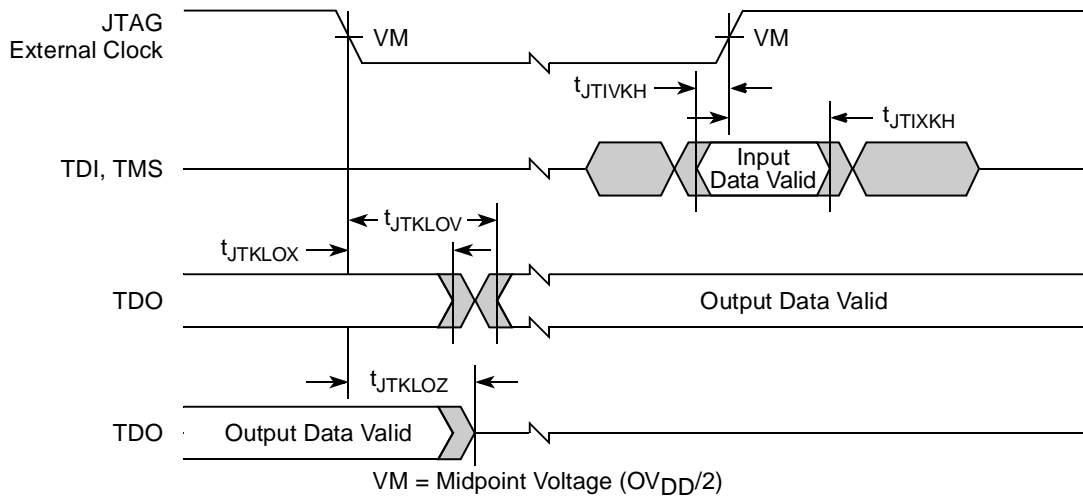 JTAG
External Clock
VM
VM
tJTIVKH
tJTIXKH
TDI, TMS
Input
Data Valid
tJTKLOV
tJTKLOX
TDO
Output Data Valid
tJTKLOZ
TDO
Output Data Valid
VM = Midpoint Voltage (OVDD/2)